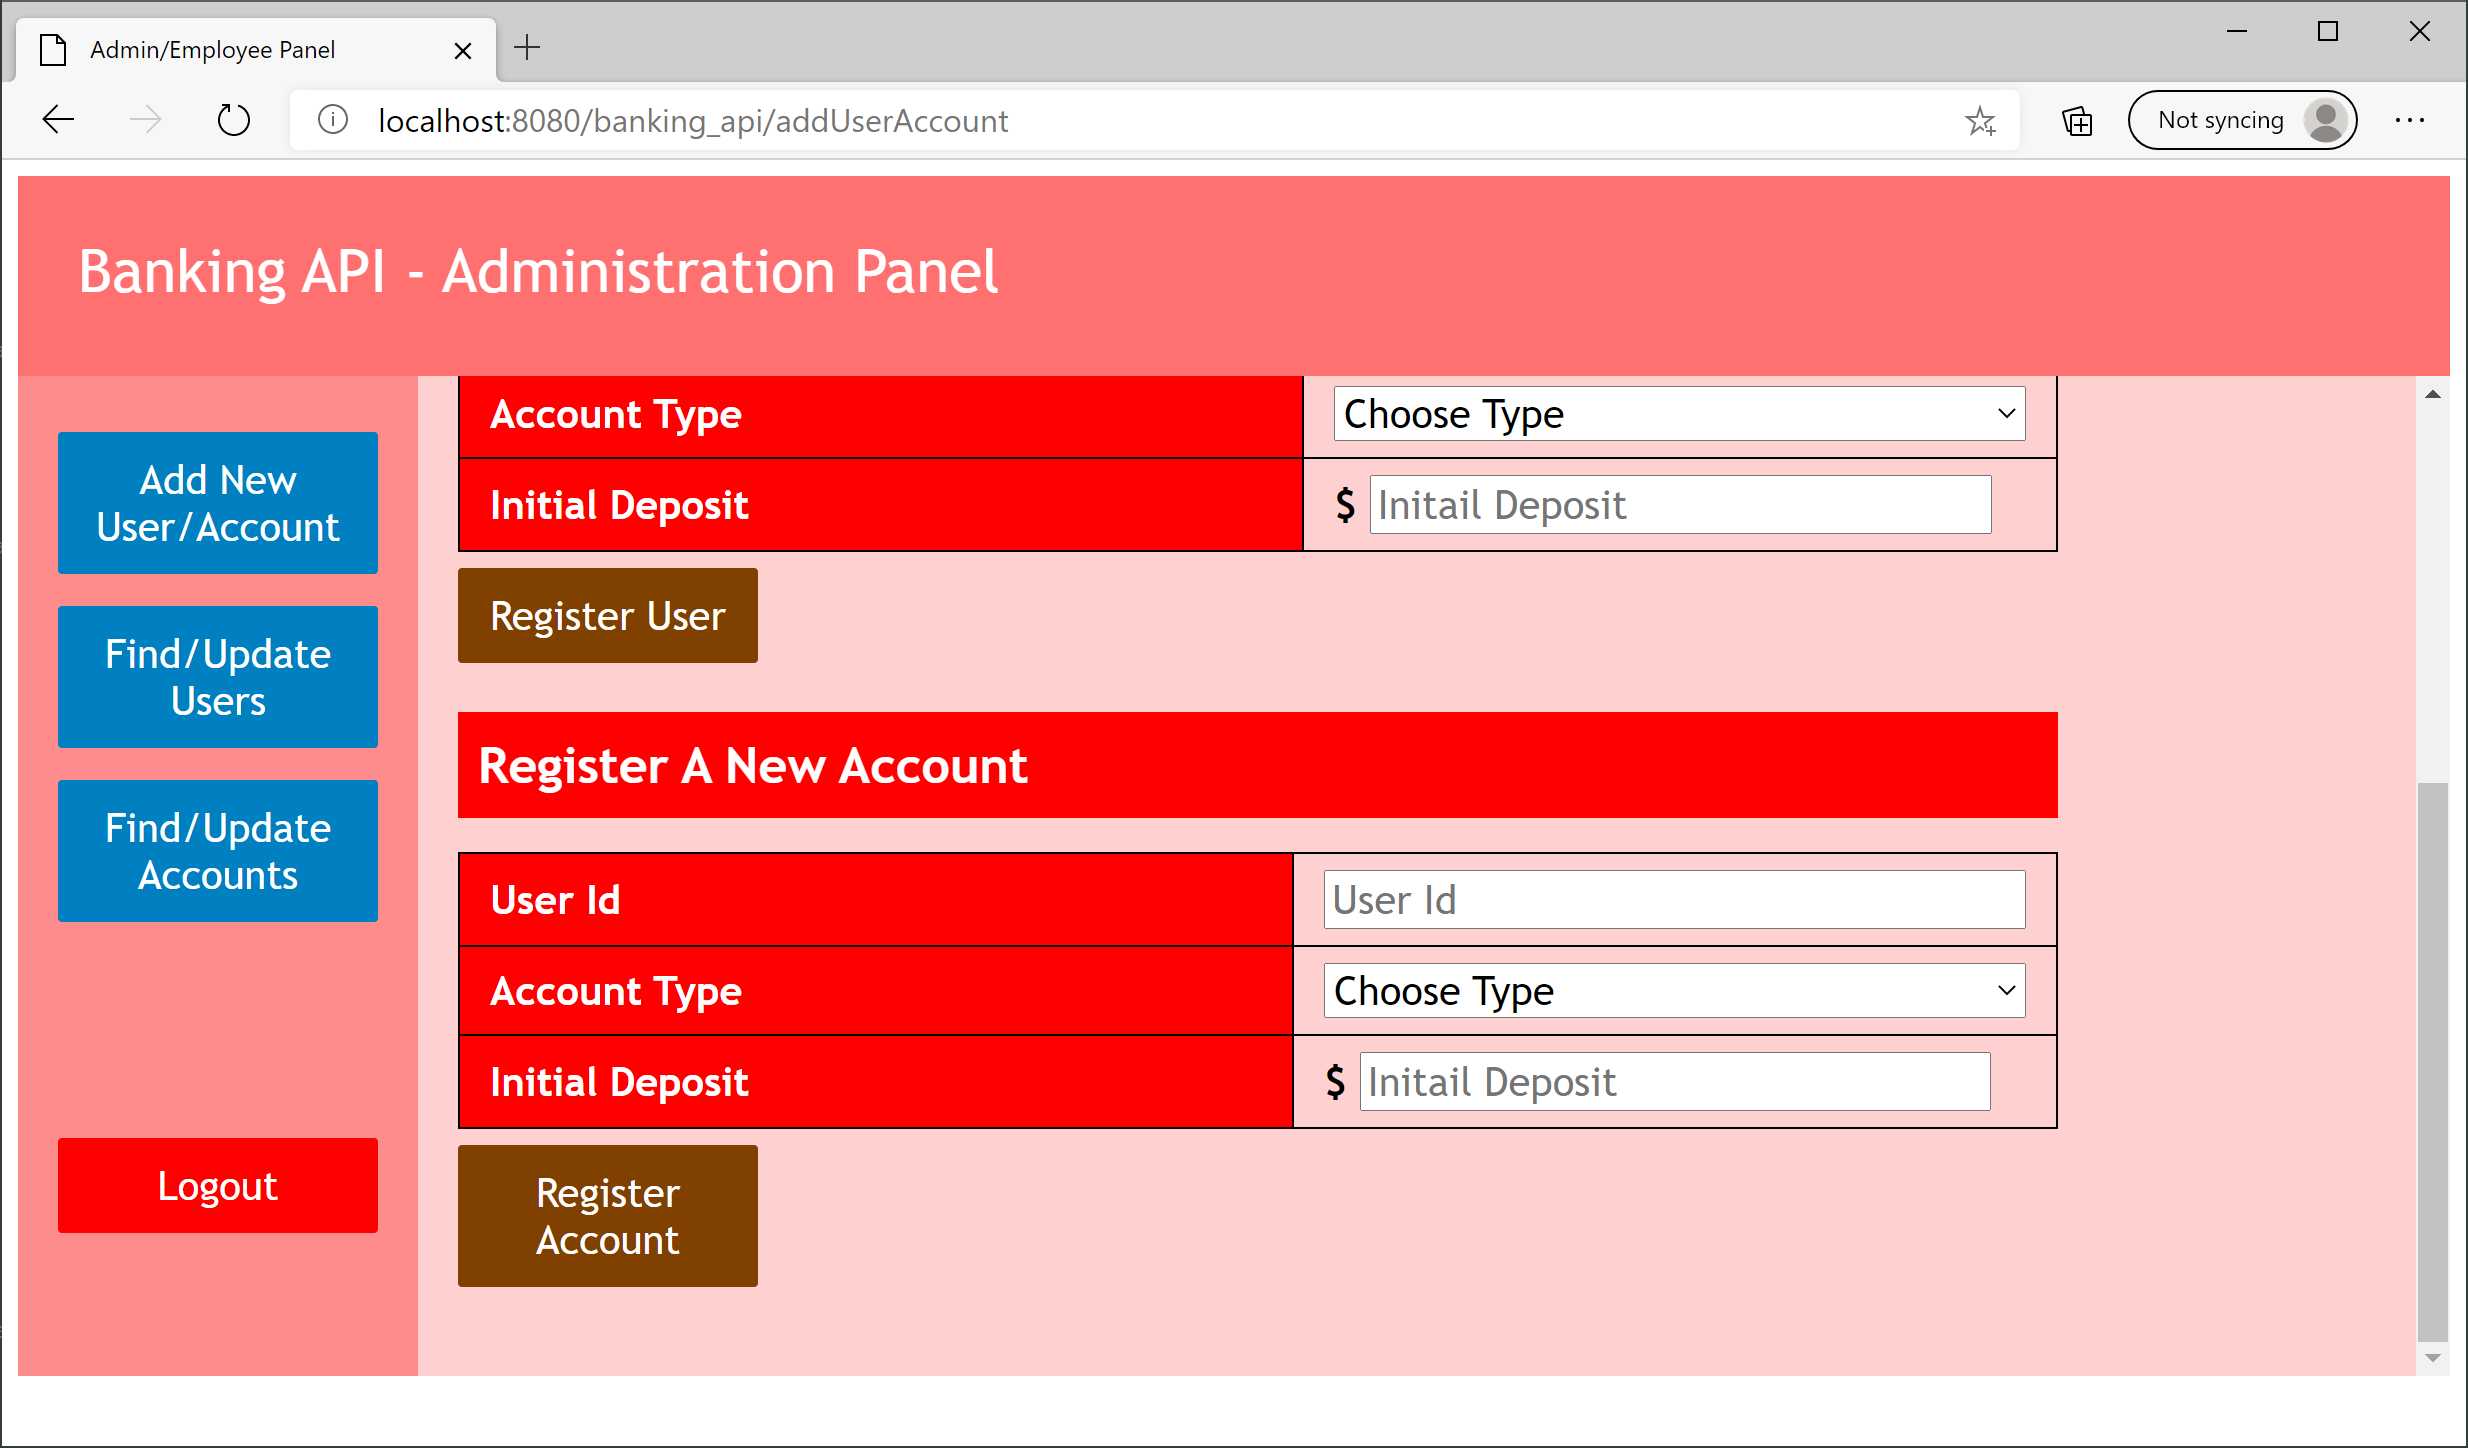 Admin/Employee Panel
localhost:8080/banking_api/addUserAccount
Not syncing
Banking API - Administration Panel
Add New
User/Account
Find/Update
Users
Find/Update
Accounts
Logout
Account Type
Choose Type
Initial Deposit
$ Initail Deposit
Register User
Register A New Account
User Id
User Id
Account Type
Choose Type
Initial Deposit
$ Initail Deposit
Register
Account